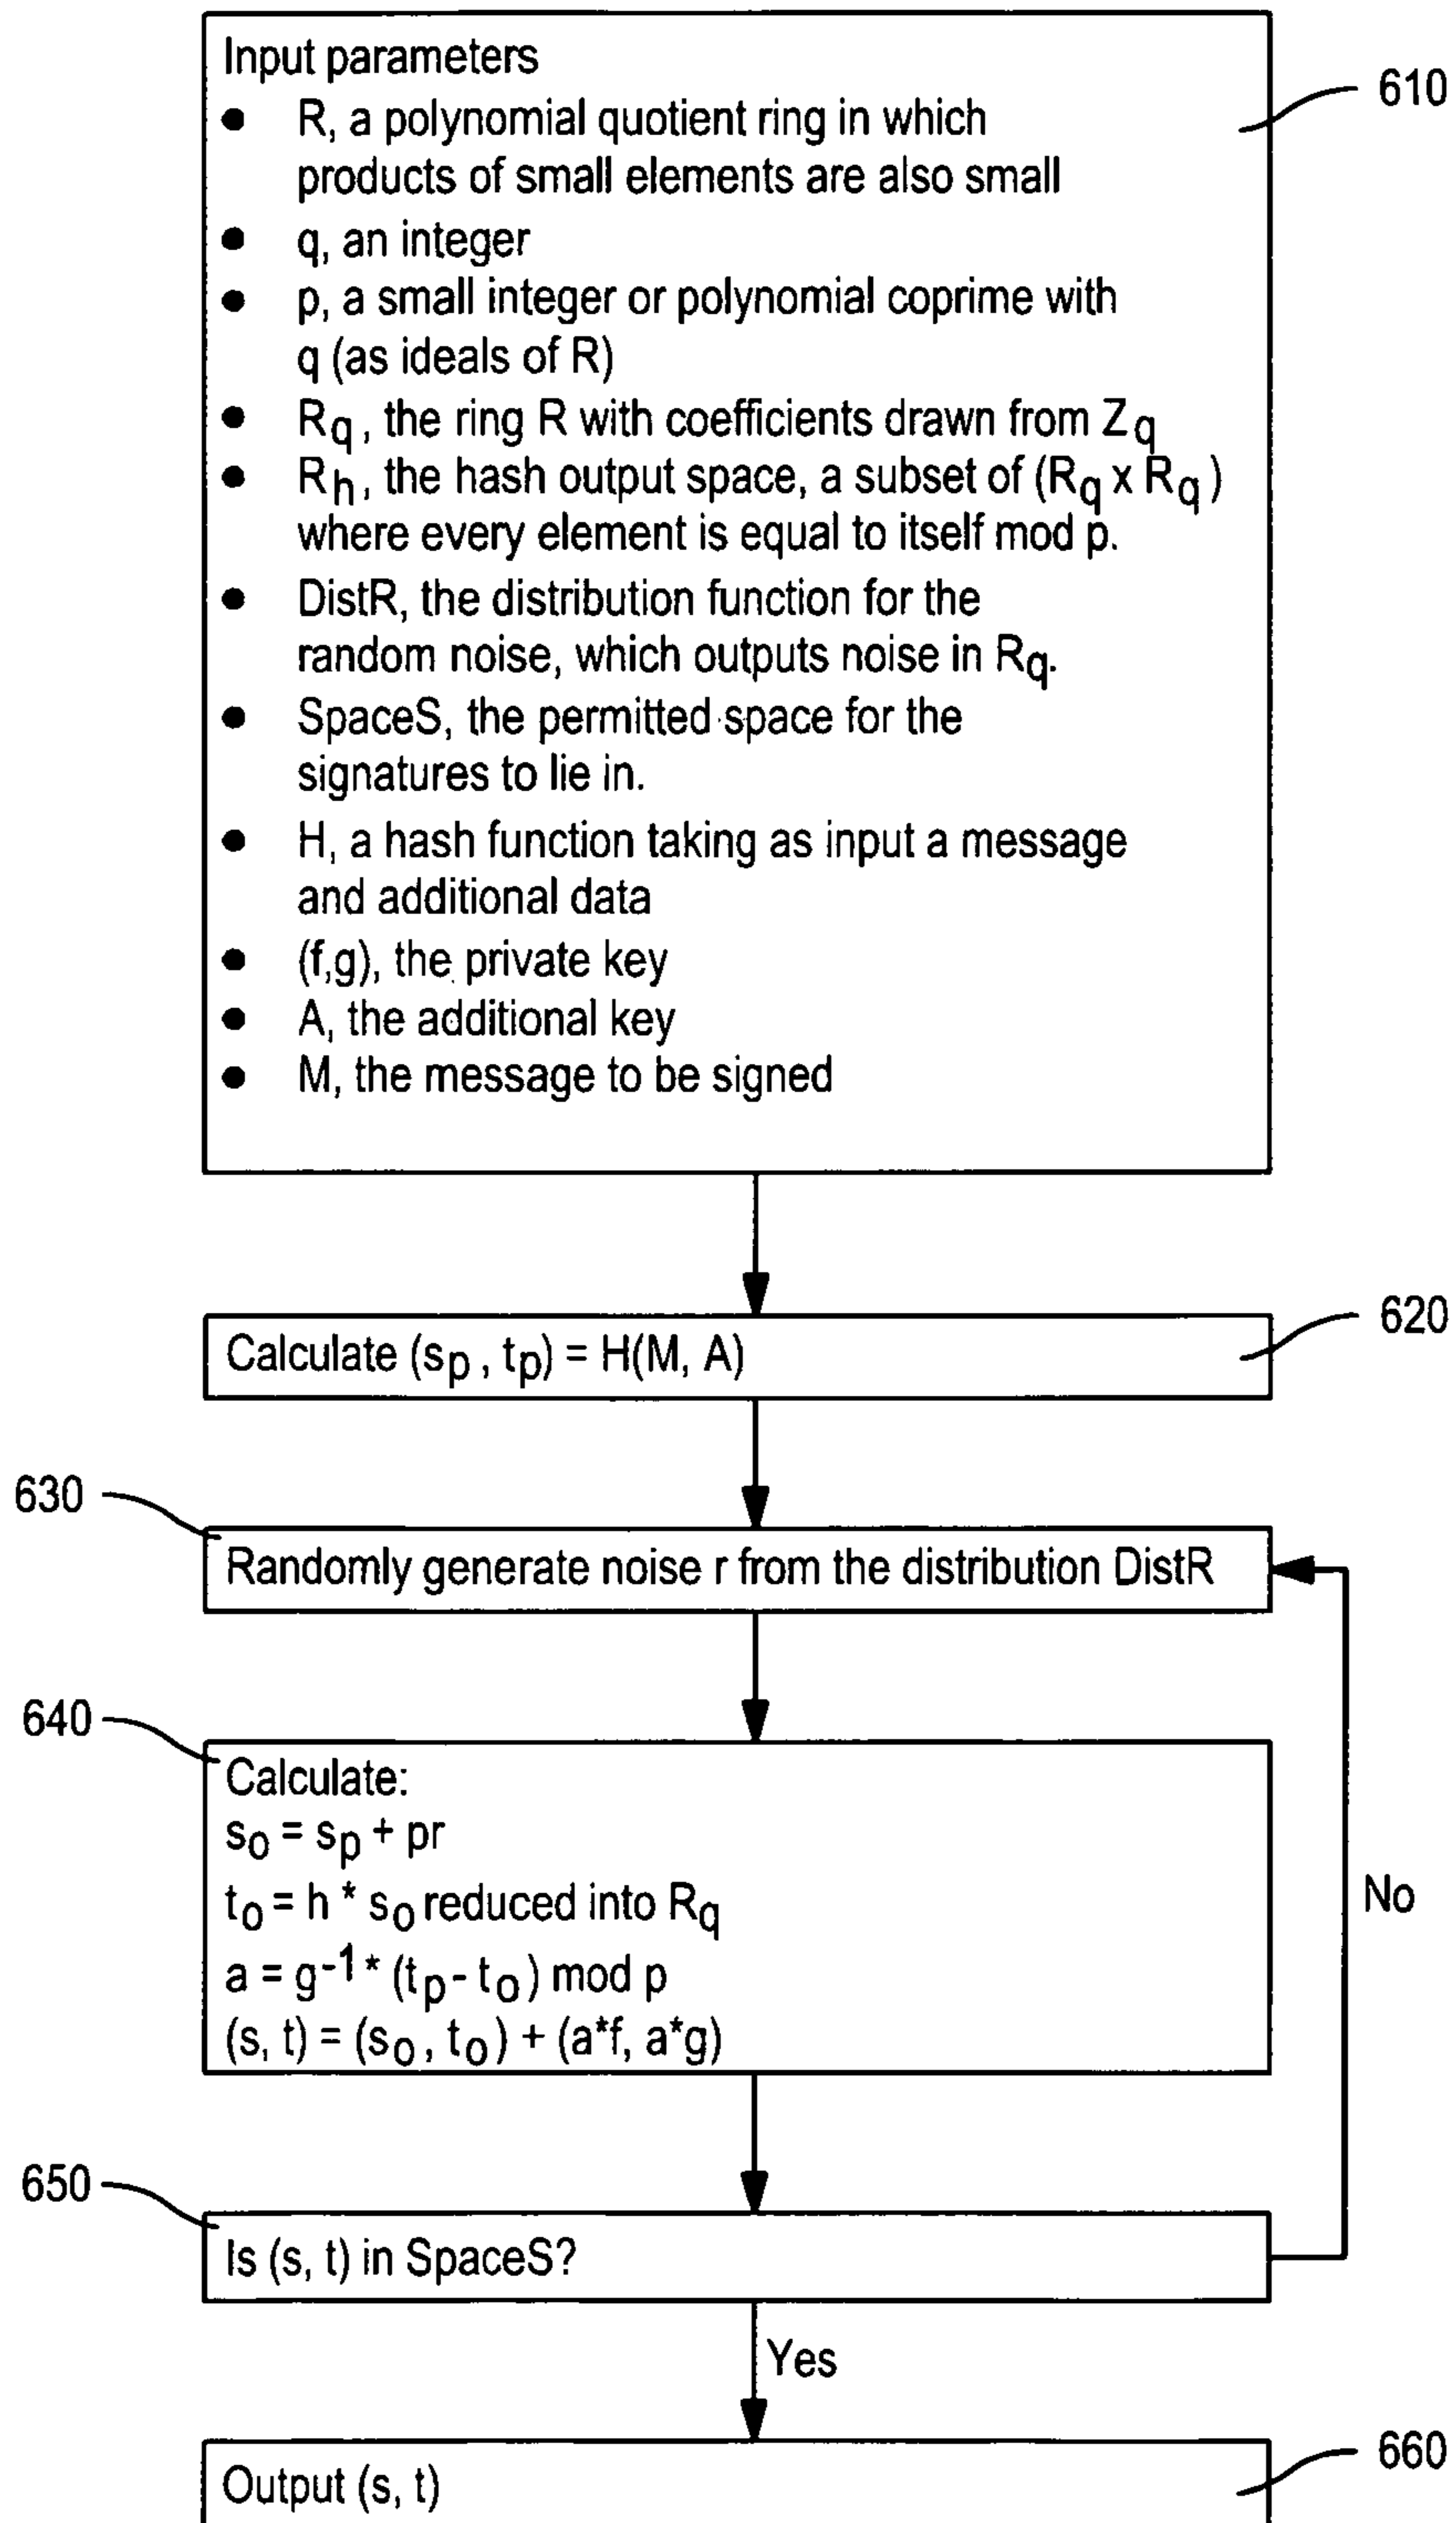 Input parameters
610
● R, a polynomial quotient ring in which
products of small elements are also small
● q, an integer
● p, a small integer or polynomial coprime with
q (as ideals of R)
● Rq, the ring R with coefficients drawn from Zq
● Rh, the hash output space, a subset of (Rq x Rq)
where every element is equal to itself mod p.
● DistR, the distribution function for the
random noise, which outputs noise in Rq.
● SpaceS, the permitted space for the
signatures to lie in.
● H, a hash function taking as input a message
and additional data
● (f,g), the private key
● A, the additional key
● M, the message to be signed
620
Calculate (sp, tp) = H(M, A)
630
Randomly generate noise r from the distribution DistR
640
Calculate:
s0 = sp + pr
t0 = h * s0 reduced into Rq
a = g-1 * (tp - t0) mod p
(s, t) = (s0, t0) + (a*f, a*g)
No
650
Is (s, t) in SpaceS?
Yes
660
Output (s, t)